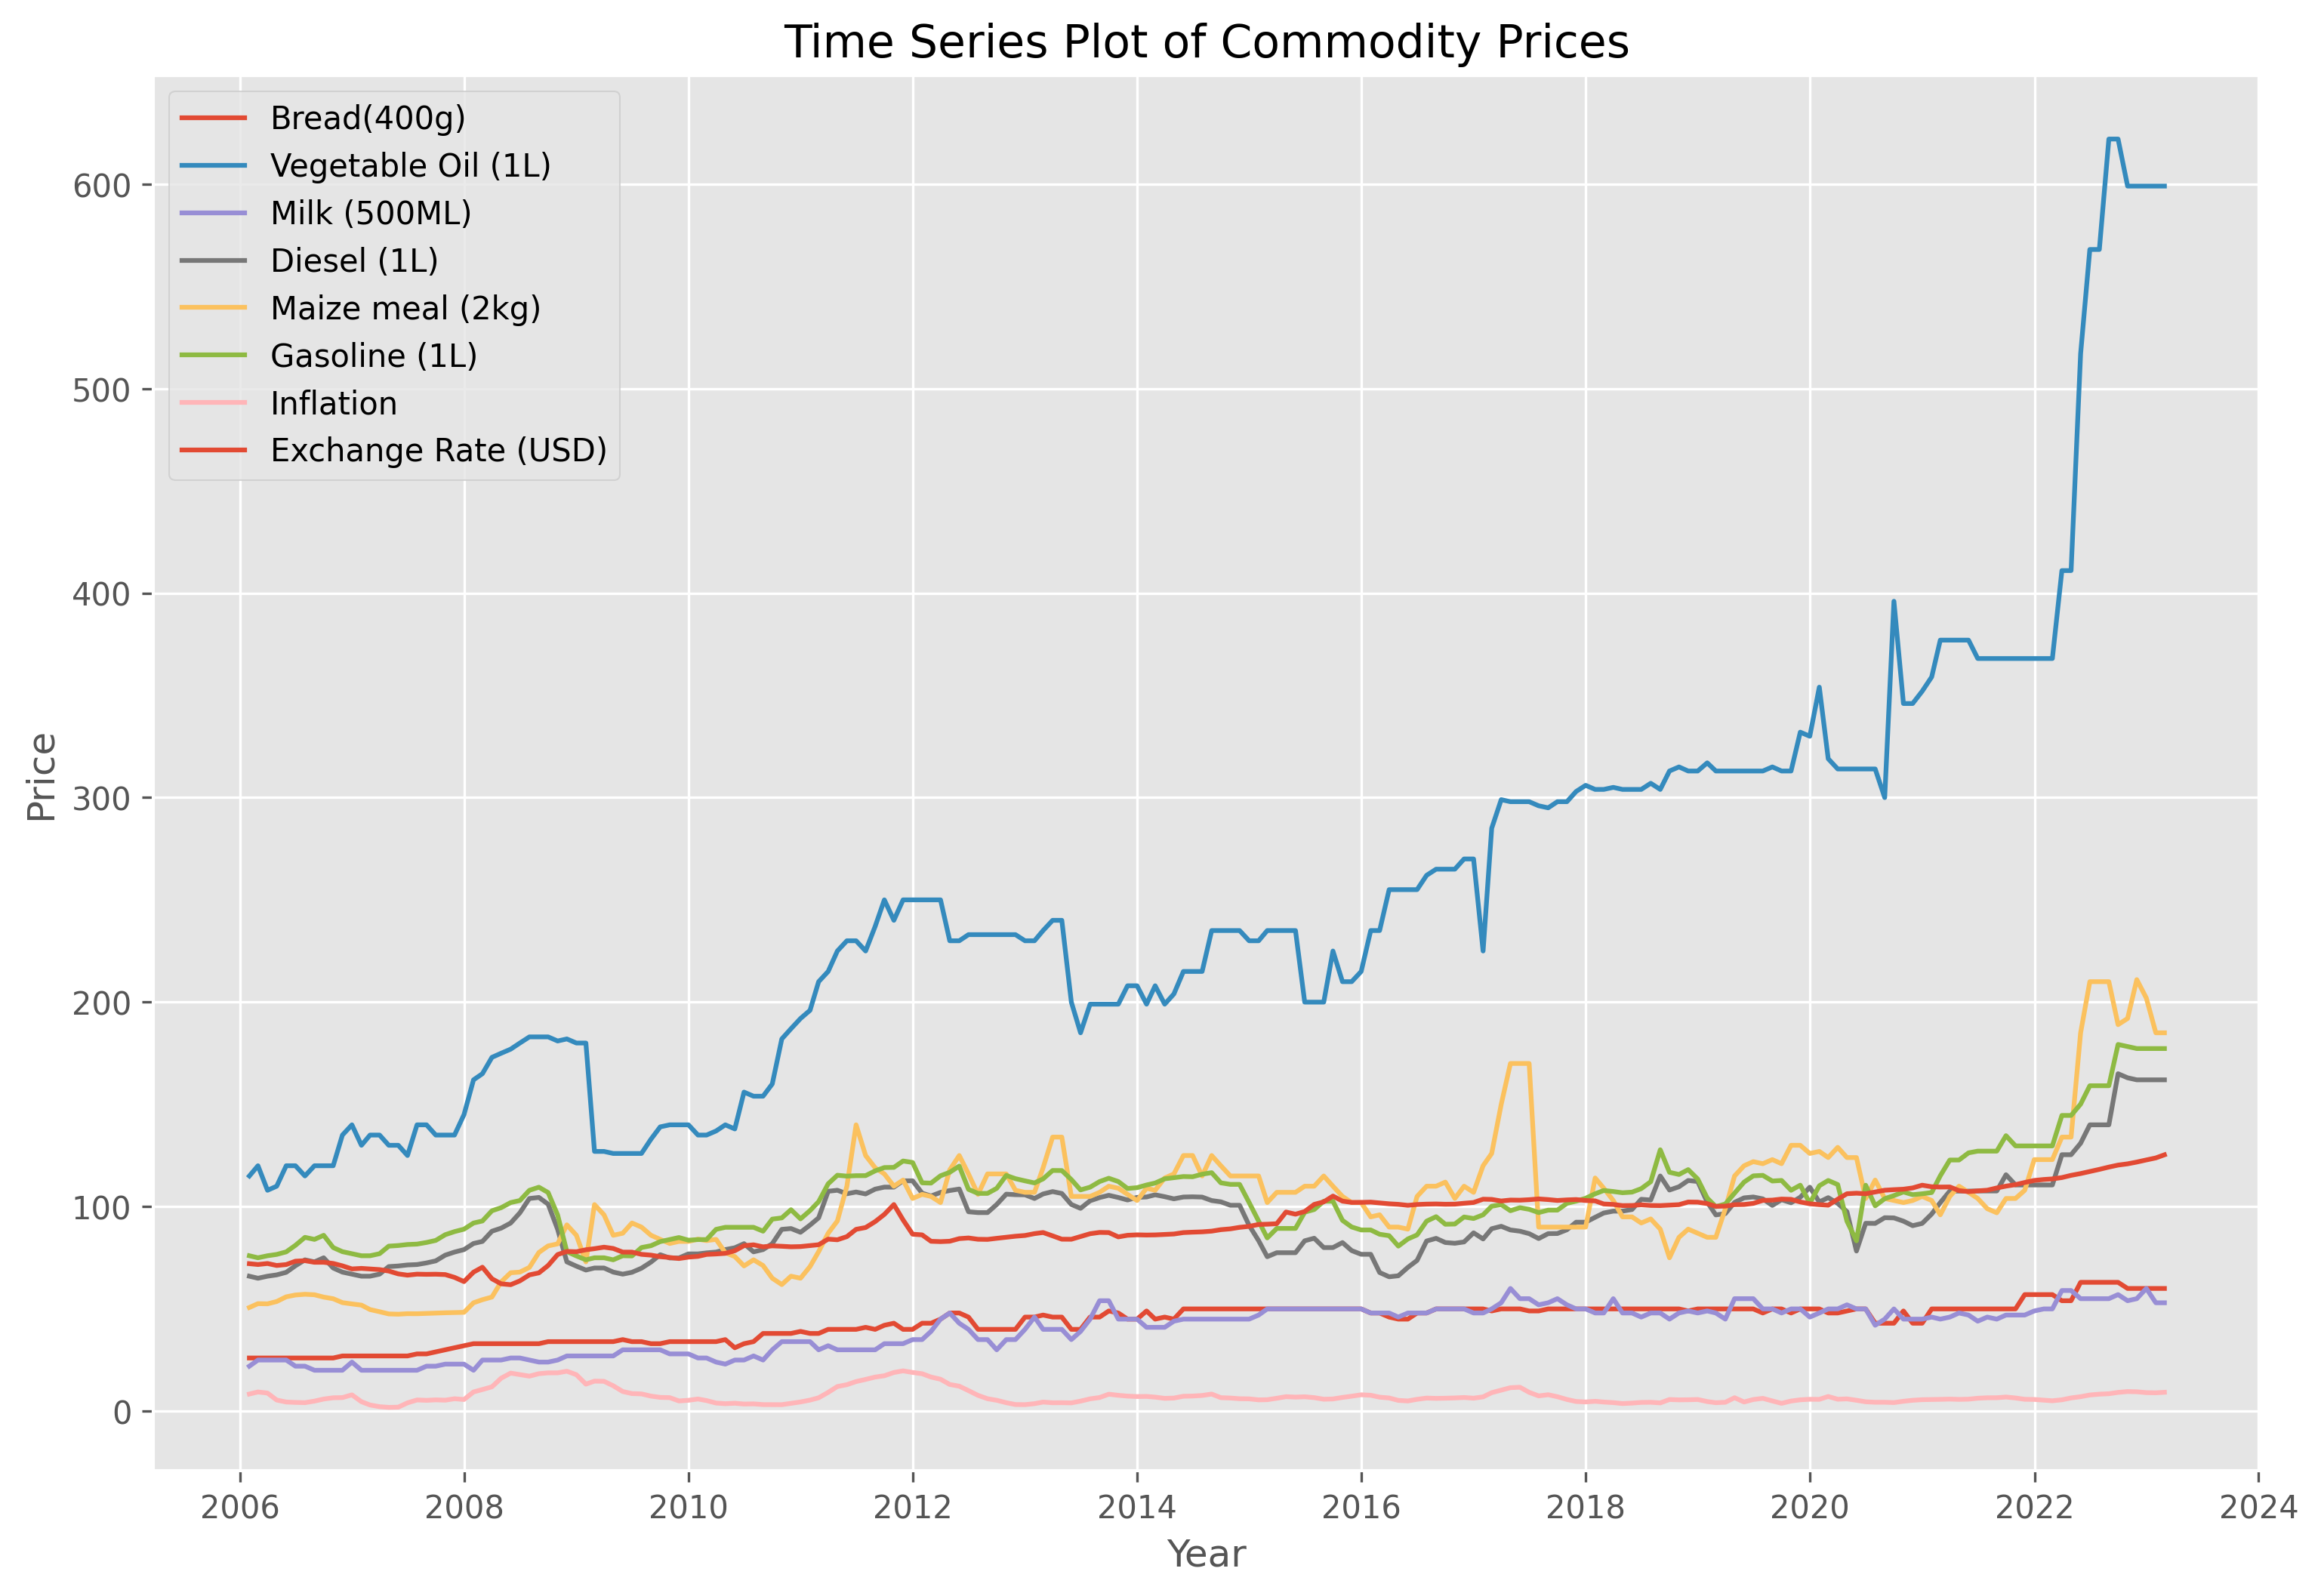 Time Series Plot of Commodity Prices
Bread(400g)
Vegetable Oil (1L)
Milk (500ML)
Diesel (1L)
Maize meal (2kg)
Gasoline (1L)
Inflation
Exchange Rate (USD)
600
500
400
300
200
100
0
Price
2006 2008 2010 2012 2014 2016 2018 2020 2022 2024
Year